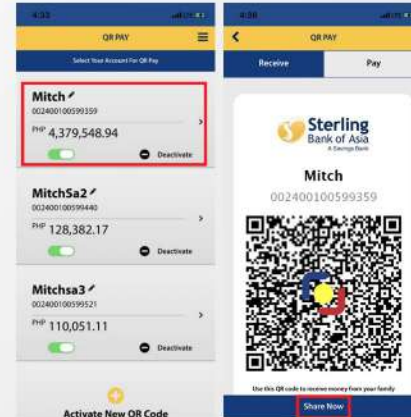 4:33
QR PAY
Select Your Account For QR Pay
Mitch
002400100599359
PHP 4,379,548.94
Deactivate
MitchSa2
002400100599440
PHP 128,382.17
Deactivate
Mitchsa3
002400100599521
PHP 110,051.11
Deactivate
Activate New QR Code
QR PAY
Receive
Pay
Sterling
Bank of Asia
A Savings Bank
Mitch
002400100599359
Use this QR code to receive money from your family
Share Now